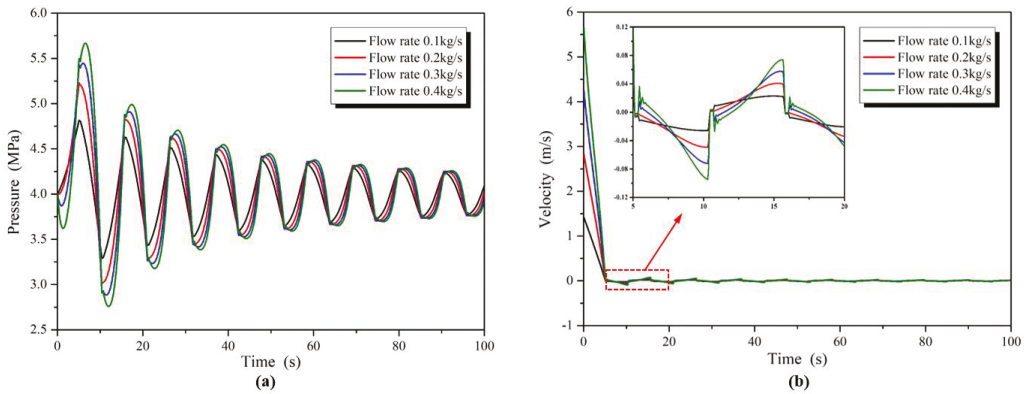 6.0
5.5
5.0
4.5
4.0
3.5
3.0
2.5
Pressure (MPa)
0 20 40 60 80 100
Time (s)
Flow rate 0.1kg/s
Flow rate 0.2kg/s
Flow rate 0.3kg/s
Flow rate 0.4kg/s
(a)
6
5
4
3
2
1
0
-1
Velocity (m/s)
0.12
0.08
0.04
0.00
-0.04
-0.08
-0.12
5 10 15 20
Flow rate 0.1kg/s
Flow rate 0.2kg/s
Flow rate 0.3kg/s
Flow rate 0.4kg/s
0 20 40 60 80 100
Time (s)
(b)